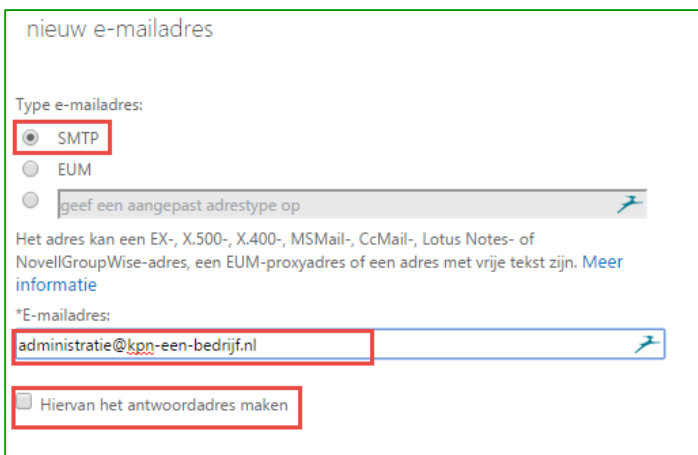 nieuw e-mailadres
Type e-mailadres:
SMTP
EUM
geef een aangepast adrestype op
Het adres kan een EX-, X.500-, X.400-, MSMail-, CcMail-, Lotus Notes- of
NovellGroupWise-adres, een EUM-proxyadres of een adres met vrije tekst zijn. Meer
informatie
*E-mailadres:
administratie@kpn-een-bedrijf.nl
Hiervan het antwoordadres maken